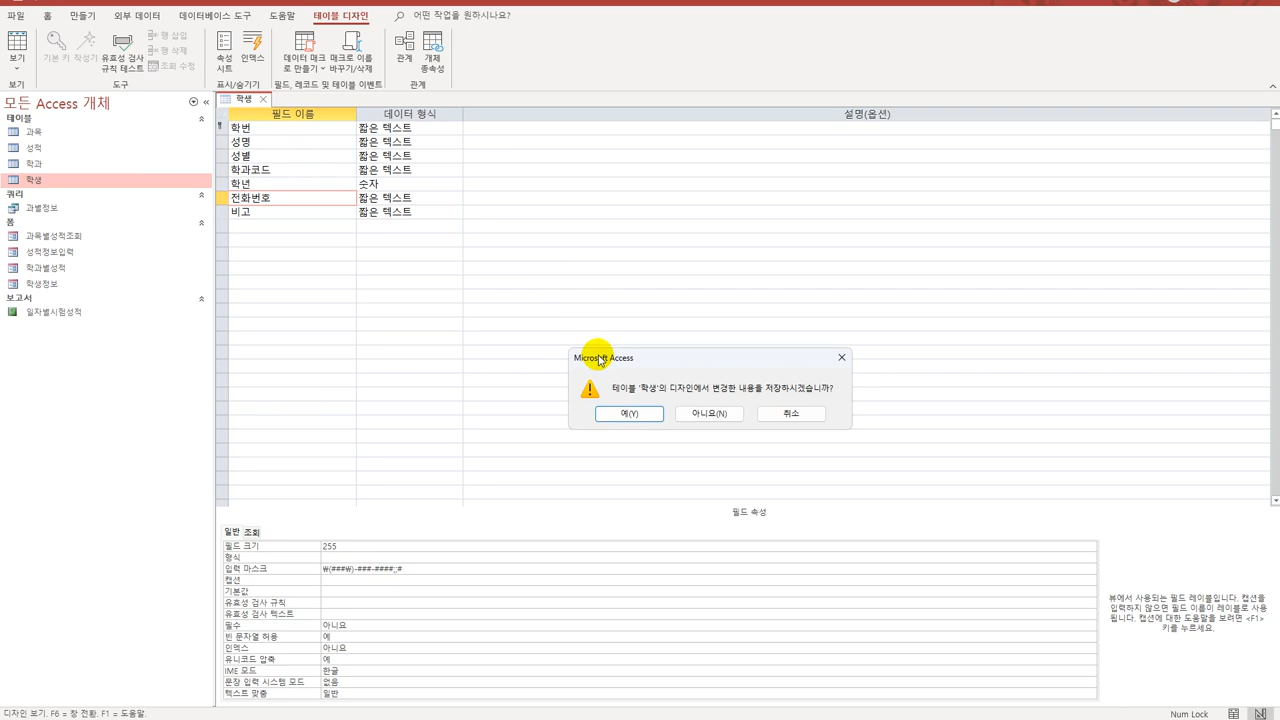 파일 홈 만들기 외부 데이터 데이터베이스 도구 도움말 테이블 디자인 어떤 작업을 원하시나요?
보기
기본 키
작성기
유효성 검사
규칙 테스트
행 삽입
행 삭제
조회 수정
속성
시트
인덱스
데이터 매크
로 만들기
매크로 이름
바꾸기/삭제
관계
개체
종속성
보기
도구
표시/숨기기
필드, 레코드 및 테이블 이벤트
관계
모든 Access 개체
테이블
과목
성적
학과
학생
쿼리
과별정보
폼
과목별성적조회
성적정보입력
학과별성적
학생정보
보고서
일자별시험성적
학생
필드 이름 데이터 형식 설명(옵션)
학번 짧은 텍스트
성명 짧은 텍스트
성별 짧은 텍스트
학과코드 짧은 텍스트
학년 숫자
전화번호 짧은 텍스트
비고 짧은 텍스트
Microsoft Access
테이블 '학생'의 디자인에서 변경한 내용을 저장하시겠습니까?
예(Y) 아니요(N) 취소
필드 속성
일반 조회
필드 크기 255
형식
입력 마스크 ₩(###₩)-###-####;;#
캡션
기본값
유효성 검사 규칙
유효성 검사 텍스트
필수 아니요
빈 문자열 허용 예
인덱스 아니요
유니코드 압축 예
IME 모드 한글
문장 입력 시스템 모드 없음
텍스트 맞춤 일반
뷰에서 사용되는 필드 레이블입니다. 캡션을
입력하지 않으면 필드 이름이 레이블로 사용
됩니다. 캡션에 대한 도움말을 보려면 <F1>
키를 누르세요.
디자인 보기. F6 = 창 전환. F1 = 도움말.
Num Lock